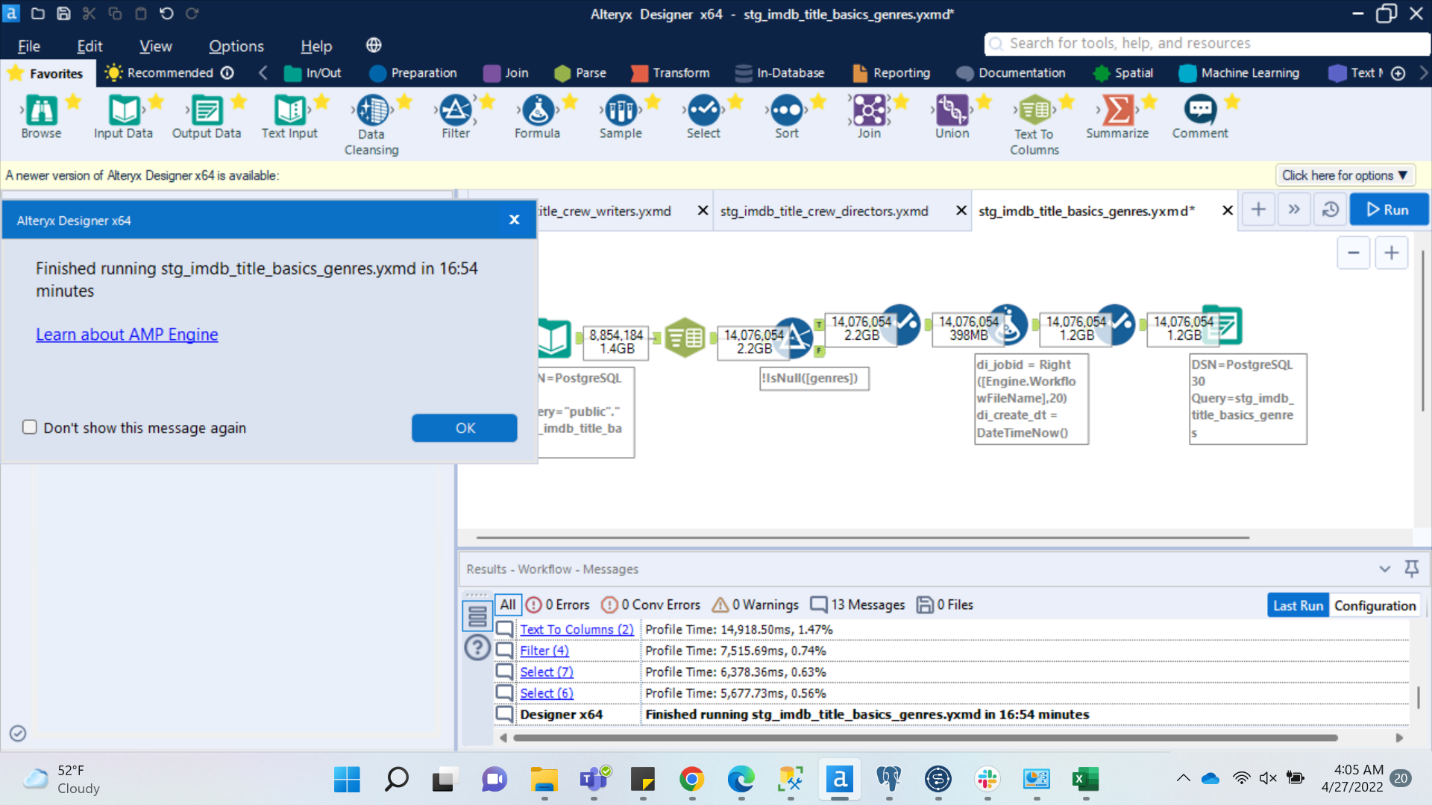 Alteryx Designer x64 - stg_imdb_title_basics_genres.yxmd*
File Edit View Options Help
Search for tools, help, and resources
Favorites Recommended In/Out Preparation Join Parse Transform In-Database Reporting Documentation Spatial Machine Learning Text
Browse
Input Data
Output Data
Text Input
Data
Cleansing
Filter
Formula
Sample
Select
Sort
Join
Union
Text To
Columns
Summarize
Comment
A newer version of Alteryx Designer x64 is available:
Click here for options ▼
title_crew_writers.yxmd
stg_imdb_title_crew_directors.yxmd
stg_imdb_title_basics_genres.yxmd*
Run
Alteryx Designer x64
Finished running stg_imdb_title_basics_genres.yxmd in 16:54
minutes
Learn about AMP Engine
Don't show this message again
OK
8,854,184
1.4GB
14,076,054
2.2GB
T
F
14,076,054
2.2GB
14,076,054
398MB
14,076,054
1.2GB
14,076,054
1.2GB
N=PostgreSQL
ery="public"."
_imdb_title_ba
!IsNull([genres])
di_jobid = Right
([Engine.Workflo
wFileName],20)
di_create_dt =
DateTimeNow()
DSN=PostgreSQL
30
Query=stg_imdb_
title_basics_genre
s
Results - Workflow - Messages
All 0 Errors 0 Conv Errors 0 Warnings 13 Messages 0 Files
Last Run Configuration
Text To Columns (2) Profile Time: 14,918.50ms, 1.47%
Filter (4) Profile Time: 7,515.69ms, 0.74%
Select (7) Profile Time: 6,378.36ms, 0.63%
Select (6) Profile Time: 5,677.73ms, 0.56%
Designer x64 Finished running stg_imdb_title_basics_genres.yxmd in 16:54 minutes
52°F
Cloudy
4:05 AM
4/27/2022
20